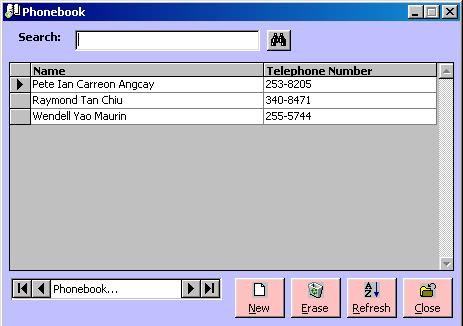 Phonebook
Search:
Name Telephone Number
Pete Ian Carreon Angcay 253-8205
Raymond Tan Chiu 340-8471
Wendell Yao Maurin 255-5744
Phonebook...
New Erase Refresh Close